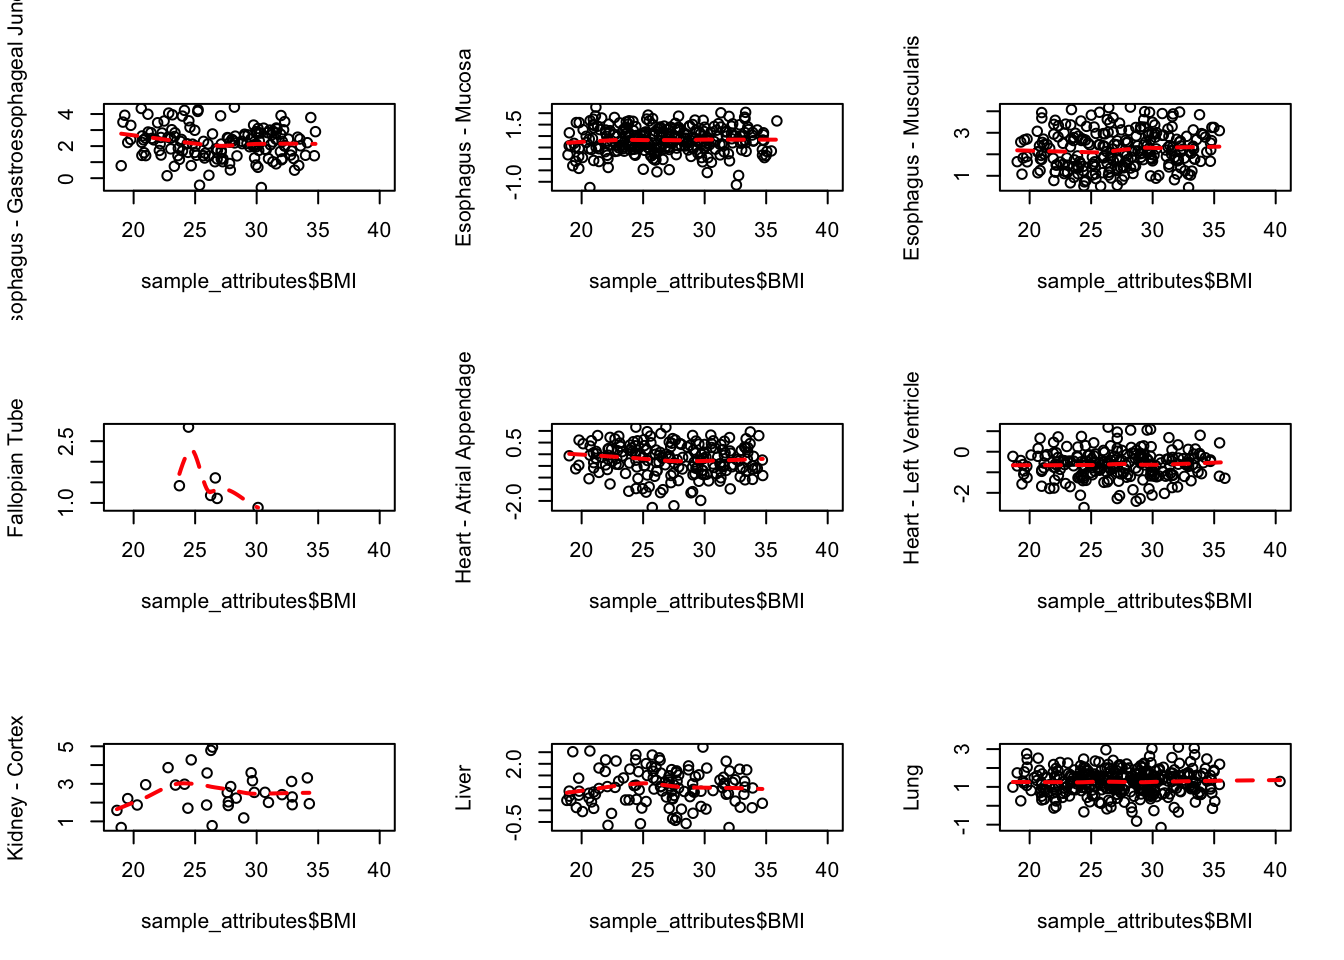 sophagus - Gastroesophageal Junc
4
2
0
20 25 30 35 40
sample_attributes$BMI
Esophagus - Mucosa
1.5
-1.0
20 25 30 35 40
sample_attributes$BMI
Esophagus - Muscularis
3
1
20 25 30 35 40
sample_attributes$BMI
Fallopian Tube
2.5
1.0
20 25 30 35 40
sample_attributes$BMI
Heart - Atrial Appendage
0.5
-2.0
20 25 30 35 40
sample_attributes$BMI
Heart - Left Ventricle
0
-2
20 25 30 35 40
sample_attributes$BMI
Kidney - Cortex
5
3
1
20 25 30 35 40
sample_attributes$BMI
Liver
2.0
-0.5
20 25 30 35 40
sample_attributes$BMI
Lung
3
1
-1
20 25 30 35 40
sample_attributes$BMI